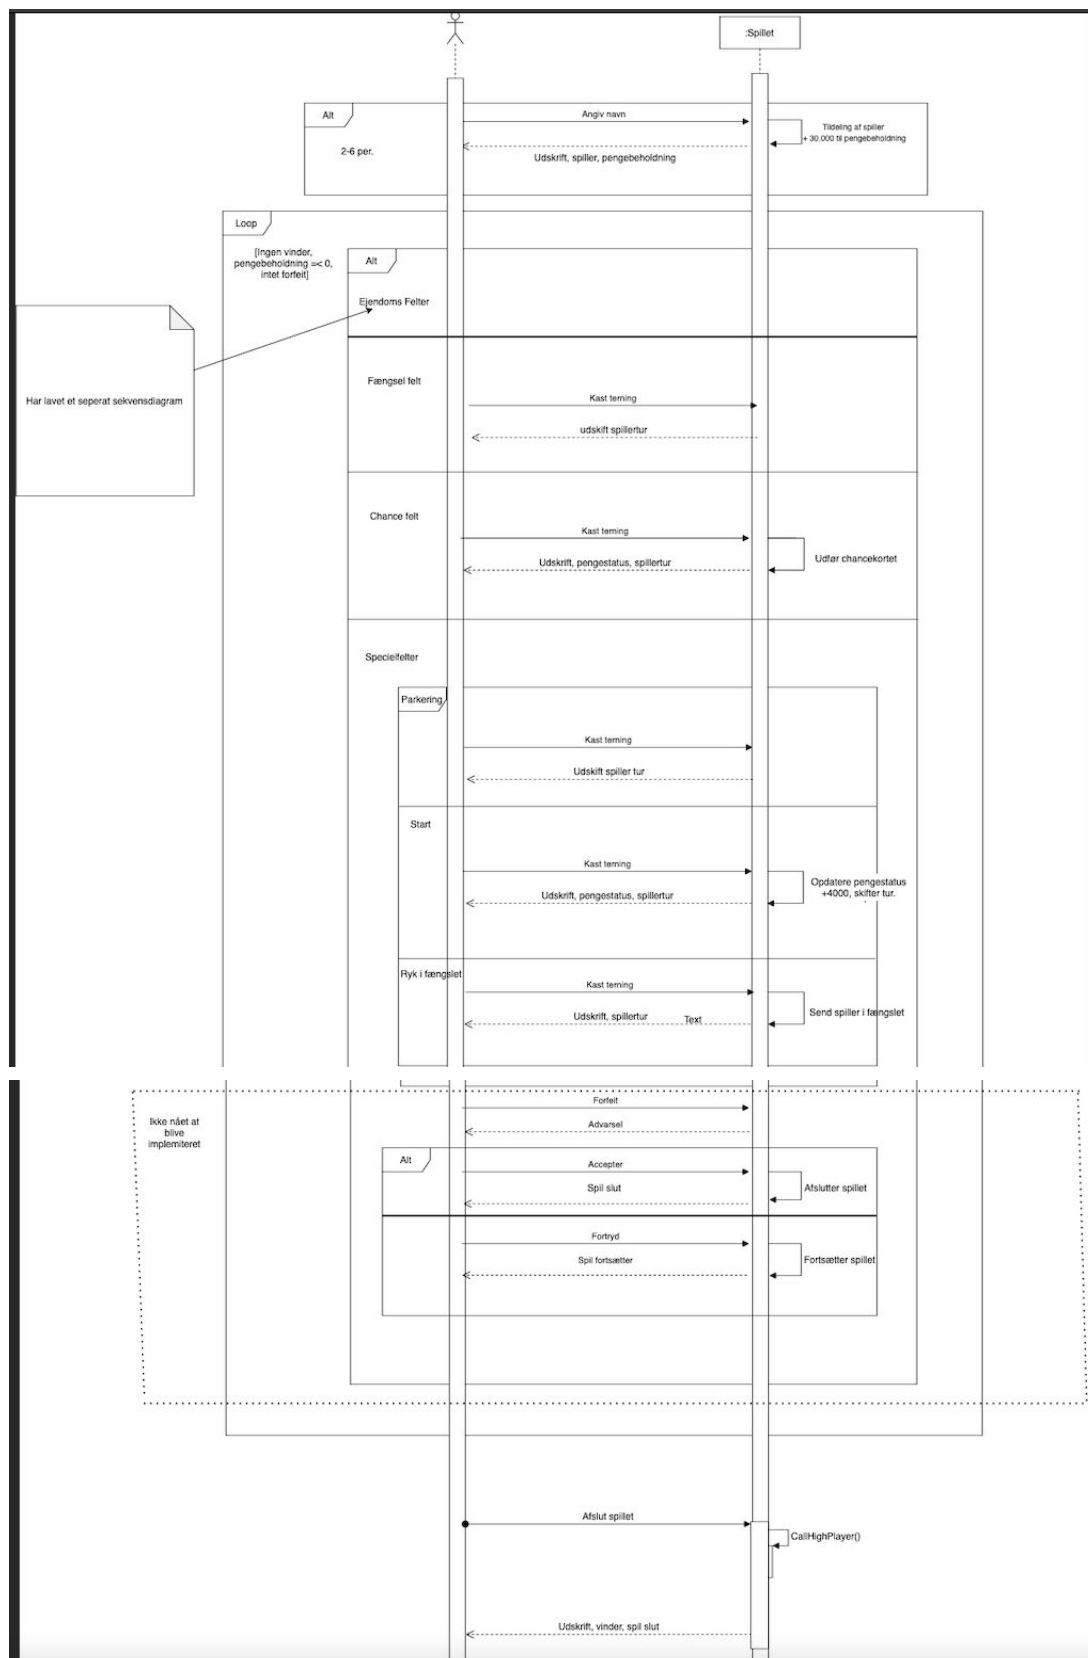 :Spillet
Alt
2-6 per.
Angiv navn
Tildeling af spiller
+ 30.000 til pengebeholdning
Udskrift, spiller, pengebeholdning
Loop
[Ingen vinder,
pengebeholdning =< 0,
intet forfeit]
Alt
Ejendoms Felter
Har lavet et seperat sekvensdiagram
Fængsel felt
Kast terning
udskift spillertur
Chance felt
Kast terning
Udskrift, pengestatus, spillertur
Udfør chancekortet
Specielfelter
Parkering
Kast terning
Udskift spiller tur
Start
Kast terning
Udskrift, pengestatus, spillertur
Opdatere pengestatus
+4000, skifter tur.
Ryk i fængslet
Kast terning
Udskrift, spillertur
Text
Send spiller i fængslet
Ikke nået at
blive
implemiteret
Forfeit
Advarsel
Alt
Accepter
Spil slut
Afslutter spillet
Fortryd
Spil fortsætter
Fortsætter spillet
Afslut spillet
CallHighPlayer()
Udskrift, vinder, spil slut